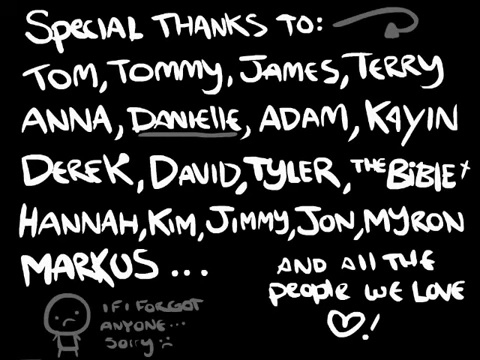 SPECIAL THANKS TO:
TOM, TOMMY, JAMES, TERRY
ANNA, DANIELLE, ADAM, KAYIN
DEREK, DAVID, TYLER, THE BIBLE
HANNAH, KIM, JIMMY, JON, MYRON
MARKUS...
AND ALL THE
PEOPLE WE LOVE
♡!
IF I FORGOT
ANYONE...
SORRY :(